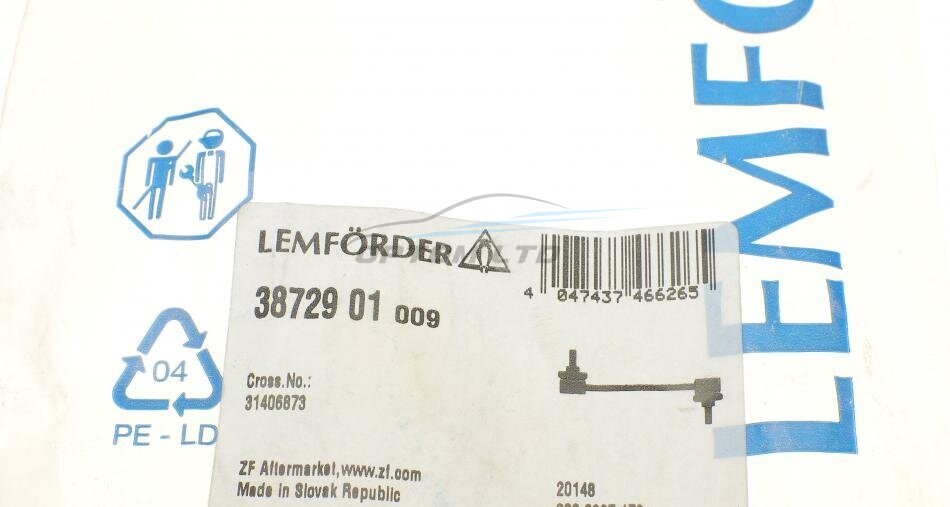 LEMFÖRDER
38729 01 009
4 047437 466265
Cross.No.:
31406873
ZF Aftermarket,www.zf.com
Made in Slovak Republic
20148
04
PE - LD
LEMFO